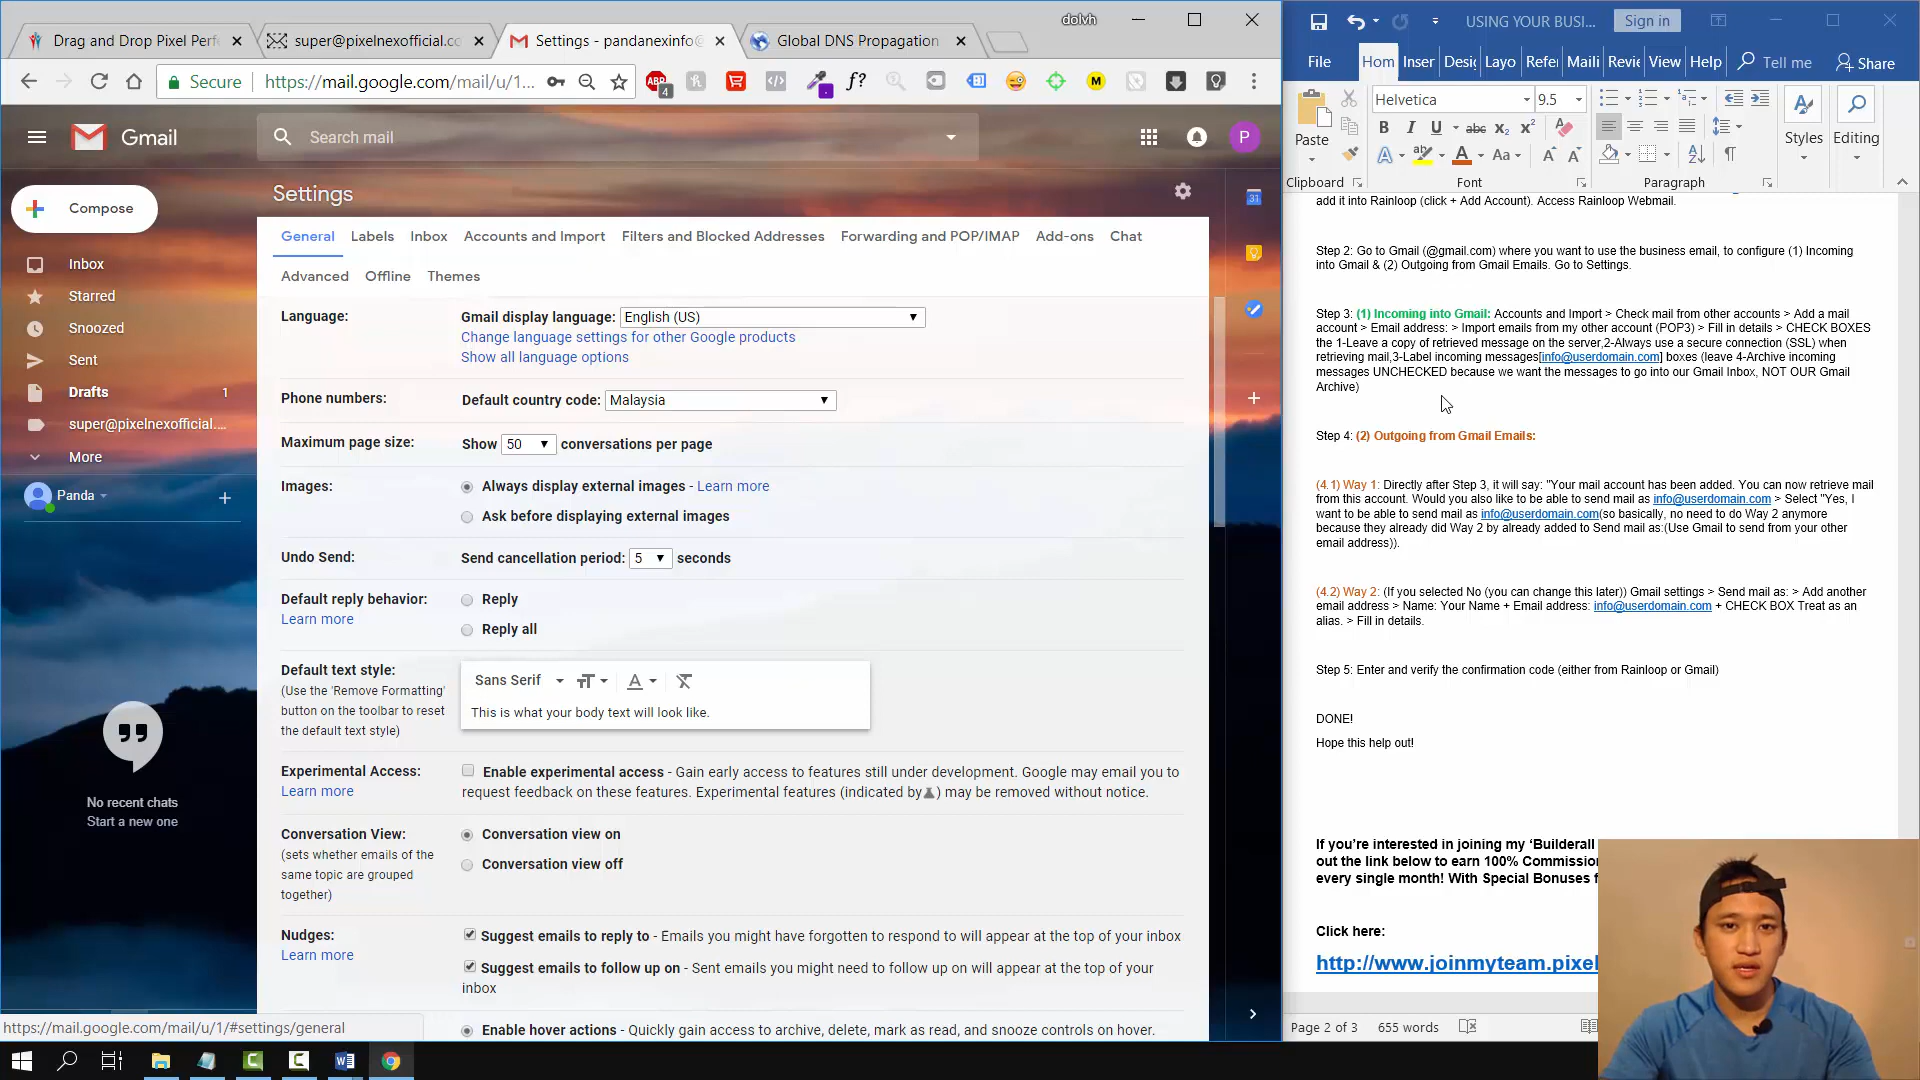 dolvh
Drag and Drop Pixel Perf
super@pixelnexofficial.co
Settings - pandanexinfo@
Global DNS Propagation
Secure
https://mail.google.com/mail/u/1...
ABP
4
f?
M
Gmail
Search mail
P
Compose
Inbox
Starred
Snoozed
Sent
Drafts 1
super@pixelnexofficial....
More
Panda
No recent chats
Start a new one
Settings
General
Labels
Inbox
Accounts and Import
Filters and Blocked Addresses
Forwarding and POP/IMAP
Add-ons
Chat
Advanced
Offline
Themes
Language:
Gmail display language: English (US)
Change language settings for other Google products
Show all language options
Phone numbers:
Default country code: Malaysia
Maximum page size:
Show 50 conversations per page
Images:
Always display external images - Learn more
Ask before displaying external images
Undo Send:
Send cancellation period: 5 seconds
Default reply behavior:
Learn more
Reply
Reply all
Default text style:
(Use the 'Remove Formatting'
button on the toolbar to reset
the default text style)
Sans Serif
This is what your body text will look like.
Experimental Access:
Learn more
Enable experimental access - Gain early access to features still under development. Google may email you to
request feedback on these features. Experimental features (indicated by ) may be removed without notice.
Conversation View:
(sets whether emails of the
same topic are grouped
together)
Conversation view on
Conversation view off
Nudges:
Learn more
Suggest emails to reply to - Emails you might have forgotten to respond to will appear at the top of your inbox
Suggest emails to follow up on - Sent emails you might need to follow up on will appear at the top of your
inbox
Enable hover actions - Quickly gain access to archive, delete, mark as read, and snooze controls on hover.
https://mail.google.com/mail/u/1/#settings/general
31
USING YOUR BUSI...
Sign in
File
Hom
Inser
Desig
Layo
Refer
Maili
Revie
View
Help
Tell me
Share
Paste
Helvetica
9.5
B I U abc X2 X2
A Aa A A
Styles
Editing
Clipboard
Font
Paragraph
add it into Rainloop (click + Add Account). Access Rainloop Webmail.
Step 2: Go to Gmail (@gmail.com) where you want to use the business email, to configure (1) Incoming
into Gmail & (2) Outgoing from Gmail Emails. Go to Settings.
Step 3: (1) Incoming into Gmail: Accounts and Import > Check mail from other accounts > Add a mail
account > Email address: > Import emails from my other account (POP3) > Fill in details > CHECK BOXES
the 1-Leave a copy of retrieved message on the server,2-Always use a secure connection (SSL) when
retrieving mail,3-Label incoming messages[info@userdomain.com] boxes (leave 4-Archive incoming
messages UNCHECKED because we want the messages to go into our Gmail Inbox, NOT OUR Gmail
Archive)
Step 4: (2) Outgoing from Gmail Emails:
(4.1) Way 1: Directly after Step 3, it will say: "Your mail account has been added. You can now retrieve mail
from this account. Would you also like to be able to send mail as info@userdomain.com > Select "Yes, I
want to be able to send mail as info@userdomain.com(so basically, no need to do Way 2 anymore
because they already did Way 2 by already added to Send mail as:(Use Gmail to send from your other
email address)).
(4.2) Way 2: (If you selected No (you can change this later)) Gmail settings > Send mail as: > Add another
email address > Name: Your Name + Email address: info@userdomain.com + CHECK BOX Treat as an
alias. > Fill in details.
Step 5: Enter and verify the confirmation code (either from Rainloop or Gmail)
DONE!
Hope this help out!
If you're interested in joining my 'Builderall
out the link below to earn 100% Commission
every single month! With Special Bonuses f
Click here:
http://www.joinmyteam.pixel
Page 2 of 3
655 words